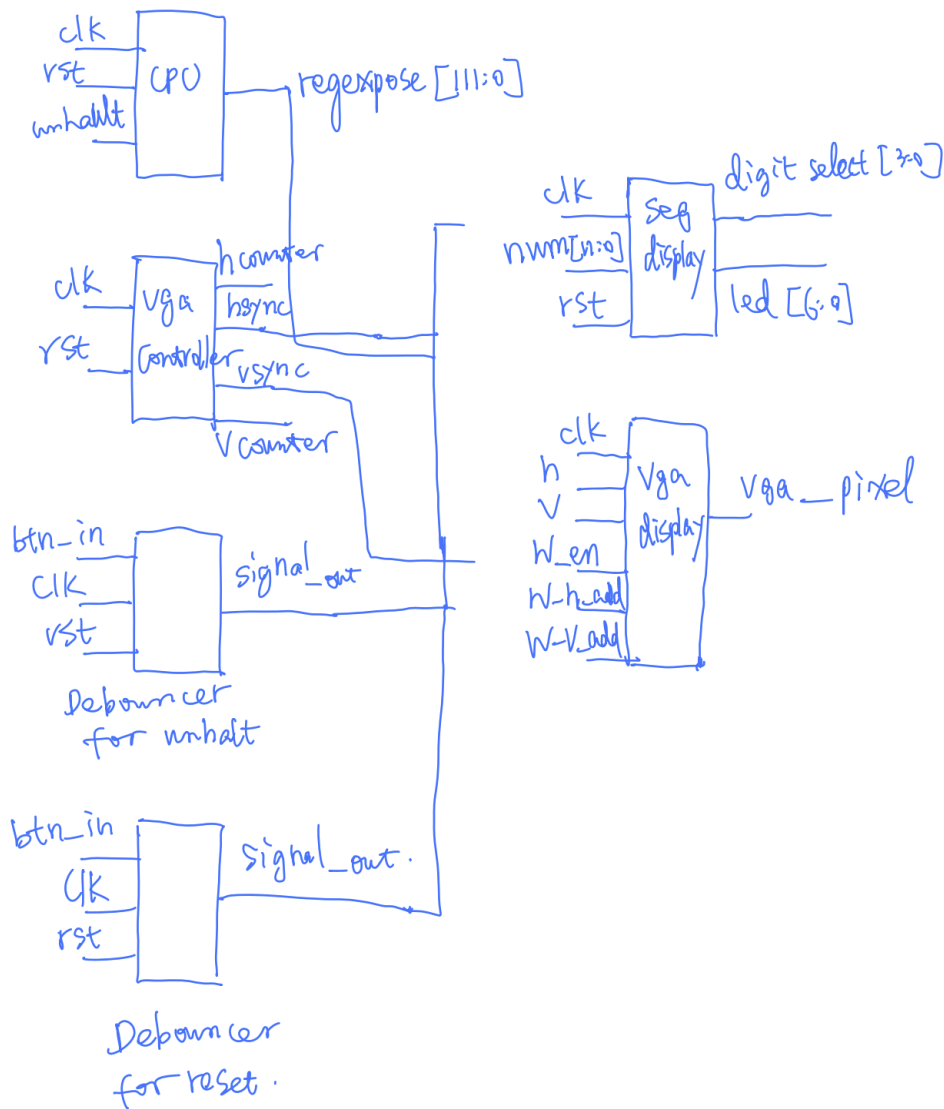 clk
rst
unhallt
CPU
regexpose [111:0]
clk
rst
vga
controller
hcounter
hsync
vsync
Vcounter
btn_in
Clk
rst
signal_out
Debouncer
for unhalt
btn_in
Clk
rst
signal_out.
Debouncer
for reset.
clk
num[n:0]
rst
seg
display
digit select [3:0]
led [6:0]
clk
h
V
W_en
W_h_add
W_V_add
Vga
display
Vga_pixel